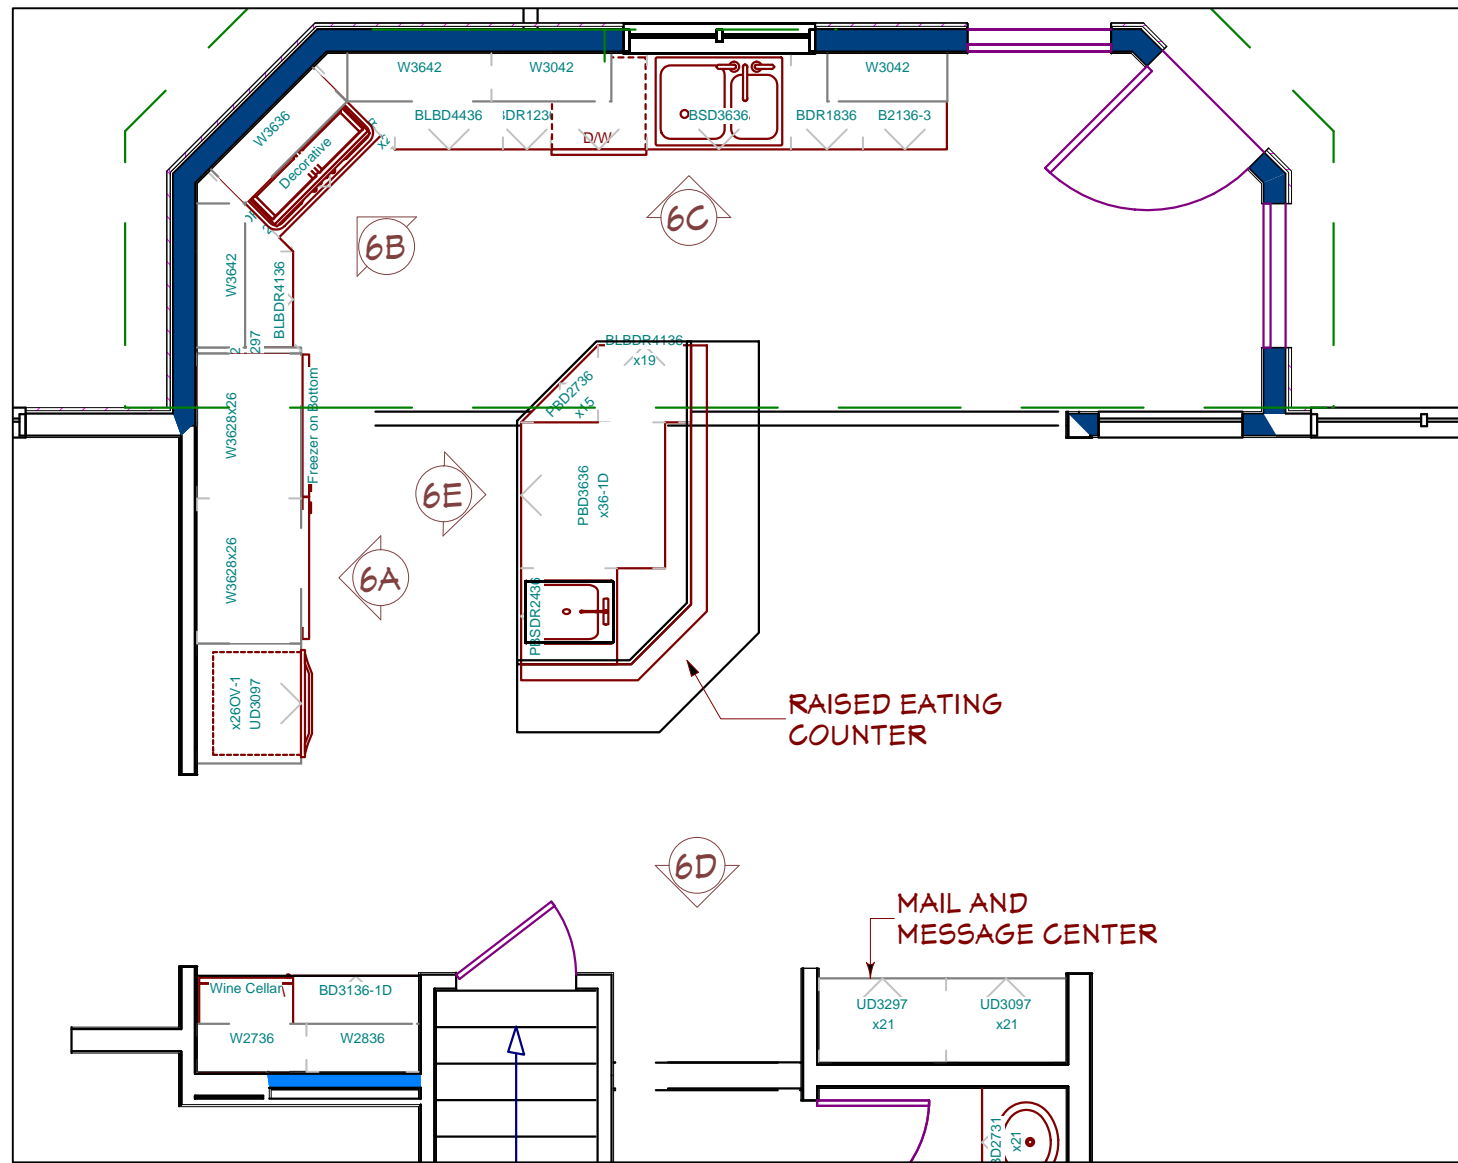 W3642
W3042
W3042
BLBD4436
D/W
BSD3636
BDR1836
B2136-3
W3636
Decorative
6C
6B
W3642
BLBDR4136
W3628x26
Freezer on Bottom
W3628x26
x26OV-1
UD3097
BLBDR4136
x19
PBD2736
x15
6E
PBD3636
x36-1D
6A
PBSDR2436
RAISED EATING
COUNTER
6D
MAIL AND
MESSAGE CENTER
Wine Cellar
BD3136-1D
W2736
W2836
UD3297
x21
UD3097
x21
x21